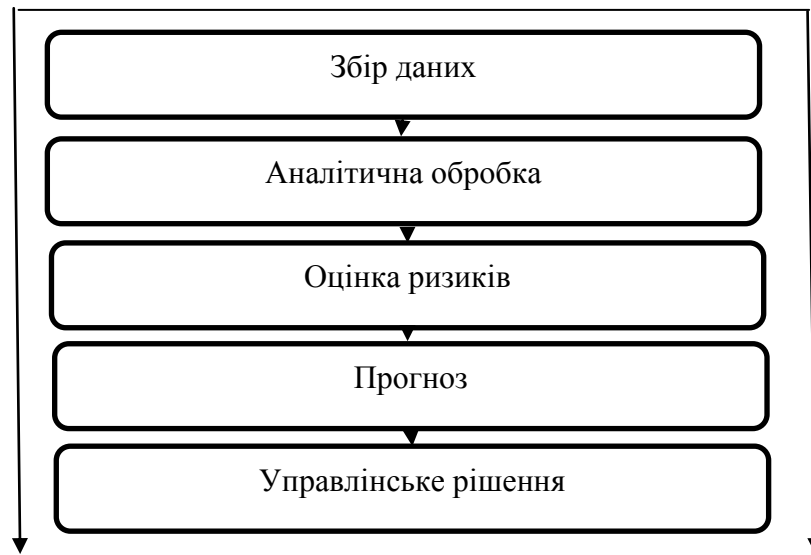 Збір даних
Аналітична обробка
Оцінка ризиків
Прогноз
Управлінське рішення